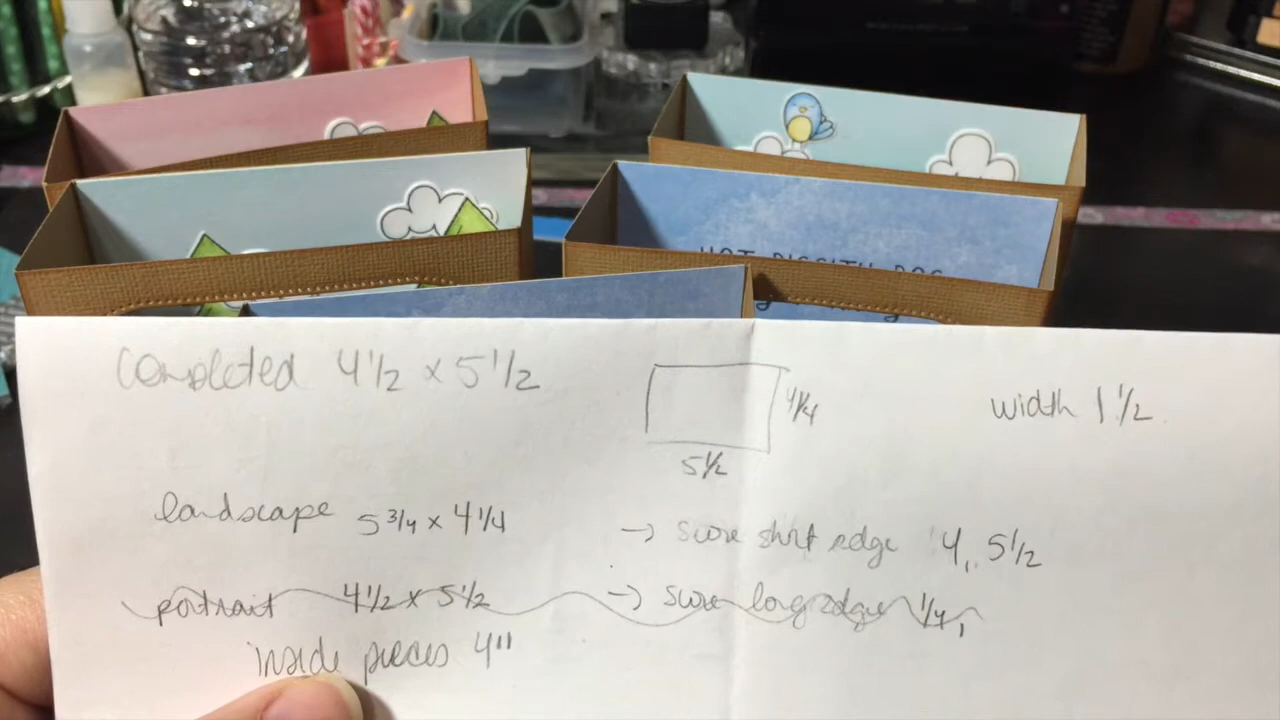 completed 4 1/2 x 5 1/2
4 1/4
5 1/2
width 1 1/2
landscape 5 3/4 x 4 1/4 -> score short edge 4, 5 1/2
portrait 4 1/2 x 5 1/2 -> score long edge 1/4,
inside pieces 4"